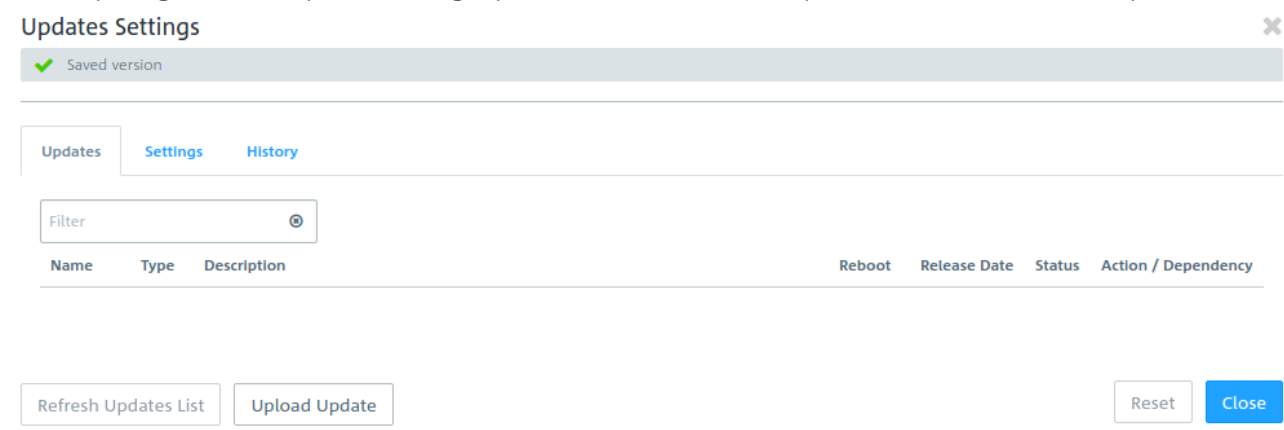 Updates Settings
Saved version
Updates Settings History
Filter
Name Type Description Reboot Release Date Status Action / Dependency
Refresh Updates List Upload Update Reset Close